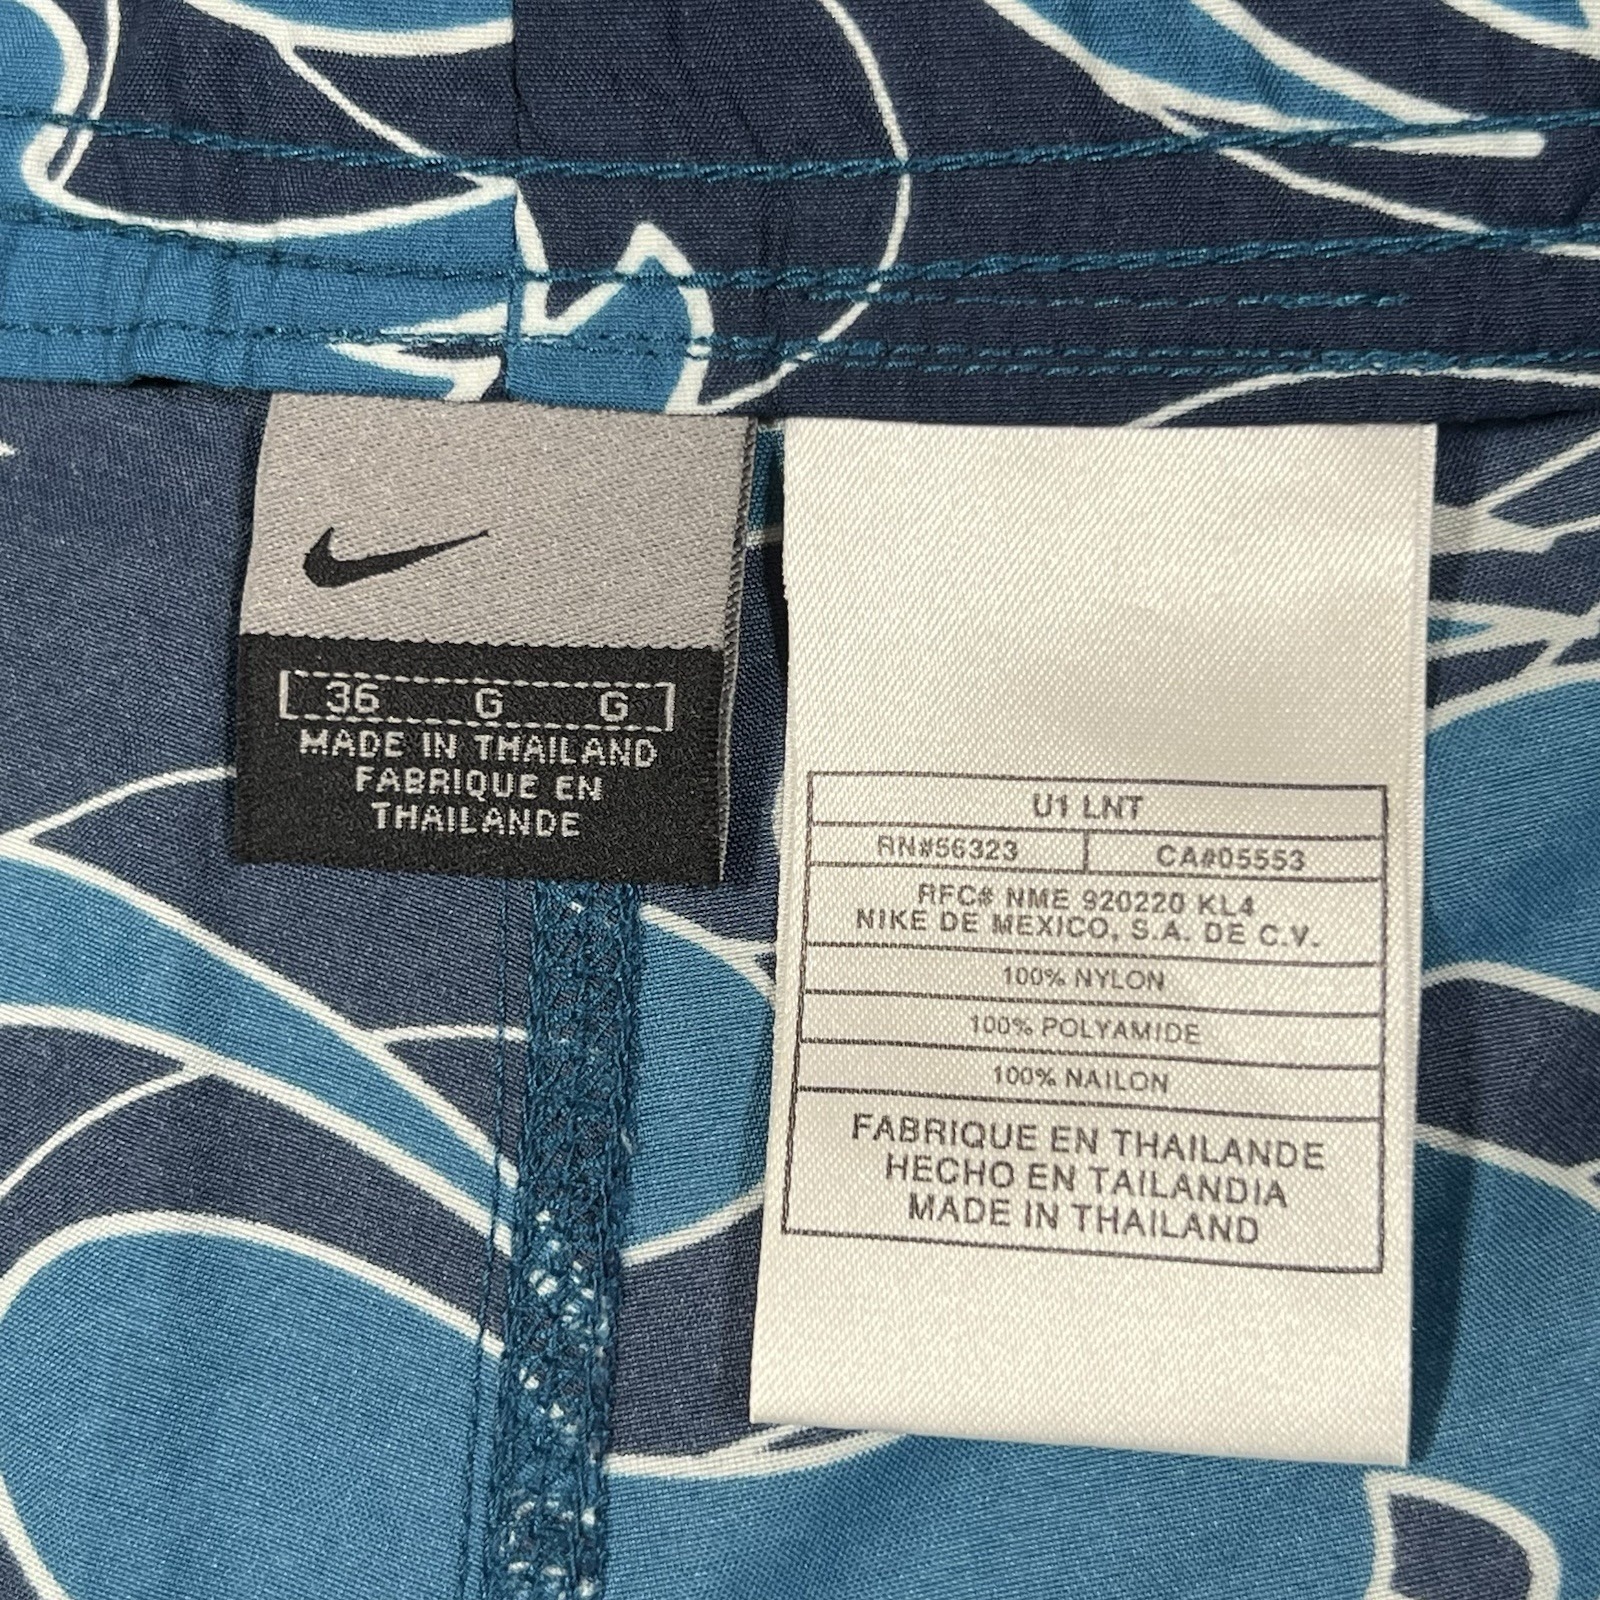 36 G G
MADE IN THAILAND
FABRIQUE EN
THAILANDE
U1 LNT
RN#56323 CA#05553
RFC# NME 920220 KL4
NIKE DE MEXICO, S.A. DE C.V.
100% NYLON
100% POLYAMIDE
100% NAILON
FABRIQUE EN THAILANDE
HECHO EN TAILANDIA
MADE IN THAILAND